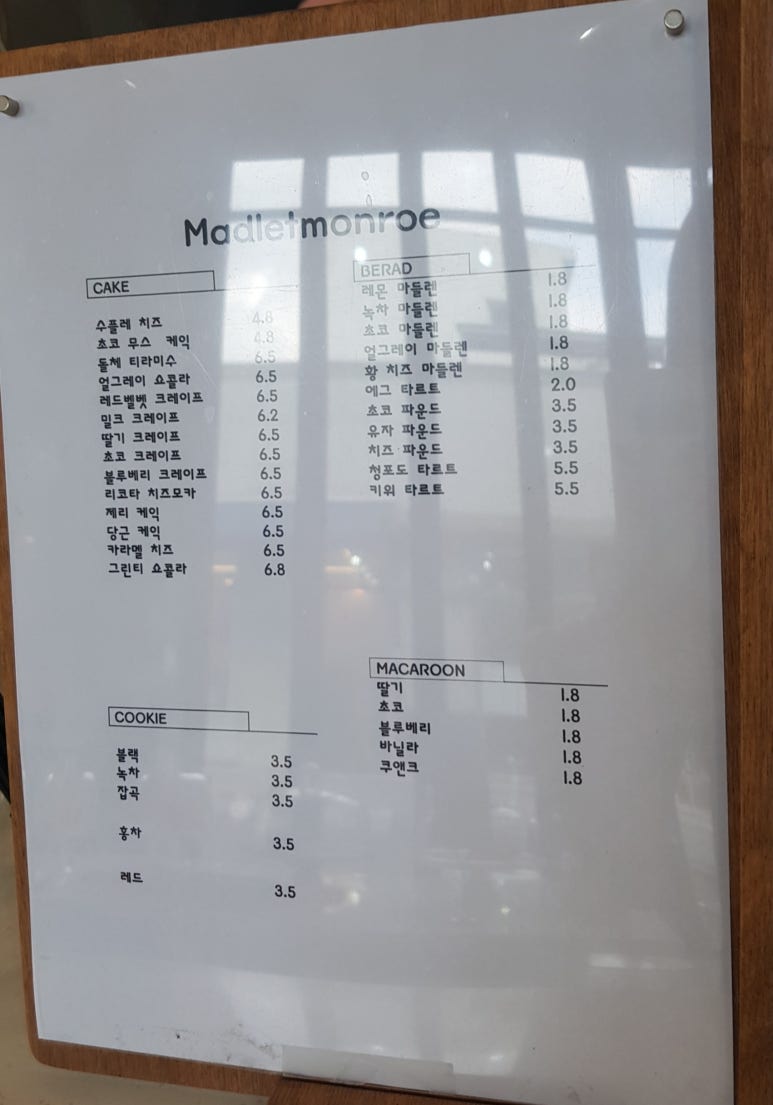 Madletmonroe
CAKE
수플레 치즈 4.8
초코 무스 케익 4.8
돌체 티라미수 6.5
얼그레이 쇼콜라 6.5
레드벨벳 크레이프 6.5
밀크 크레이프 6.2
딸기 크레이프 6.5
초코 크레이프 6.5
블루베리 크레이프 6.5
리코타 치즈모카 6.5
제리 케익 6.5
당근 케익 6.5
카라멜 치즈 6.5
그린티 쇼콜라 6.8
BERAD
레몬 마들렌 1.8
녹차 마들렌 1.8
초코 마들렌 1.8
얼그레이 마들렌 1.8
황 치즈 마들렌 1.8
에그 타르트 2.0
초코 파운드 3.5
유자 파운드 3.5
치즈 파운드 3.5
청포도 타르트 5.5
키위 타르트 5.5
COOKIE
블랙 3.5
녹차 3.5
잡곡 3.5
홍차 3.5
레드 3.5
MACAROON
딸기 1.8
초코 1.8
블루베리 1.8
바닐라 1.8
쿠앤크 1.8